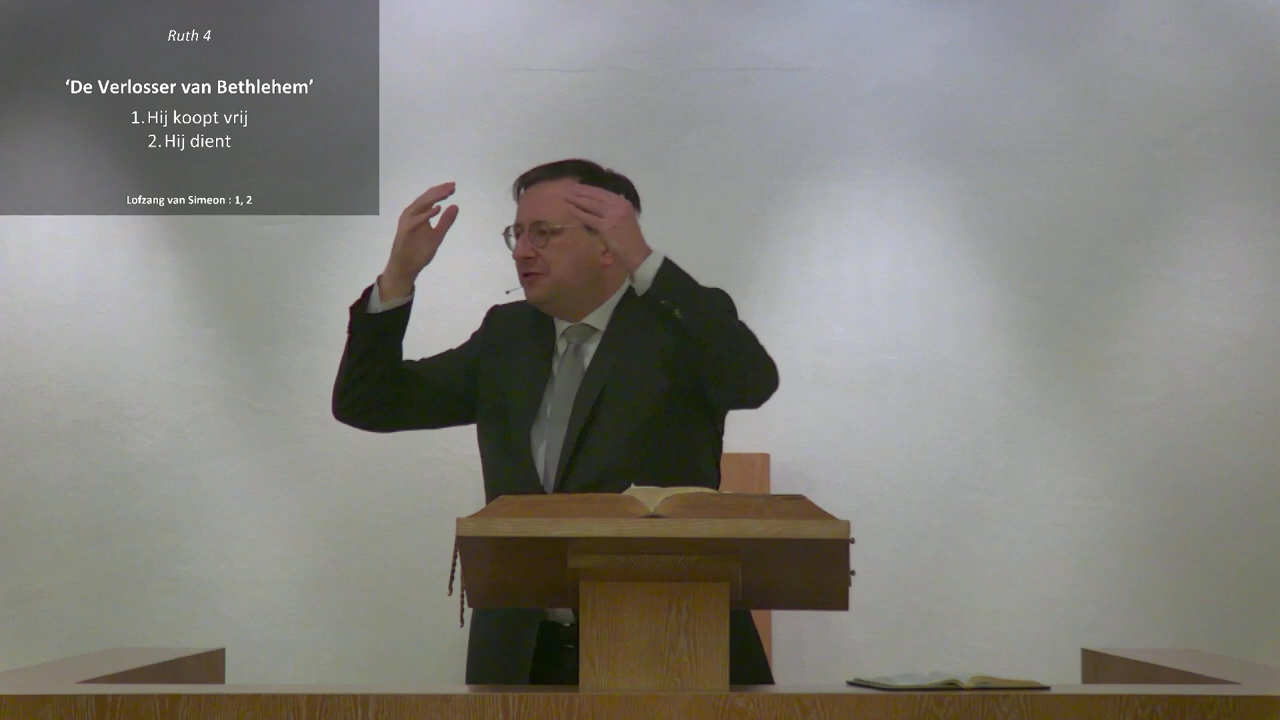 Ruth 4
‘De Verlosser van Bethlehem’
1. Hij koopt vrij
2. Hij dient
Lofzang van Simeon : 1, 2